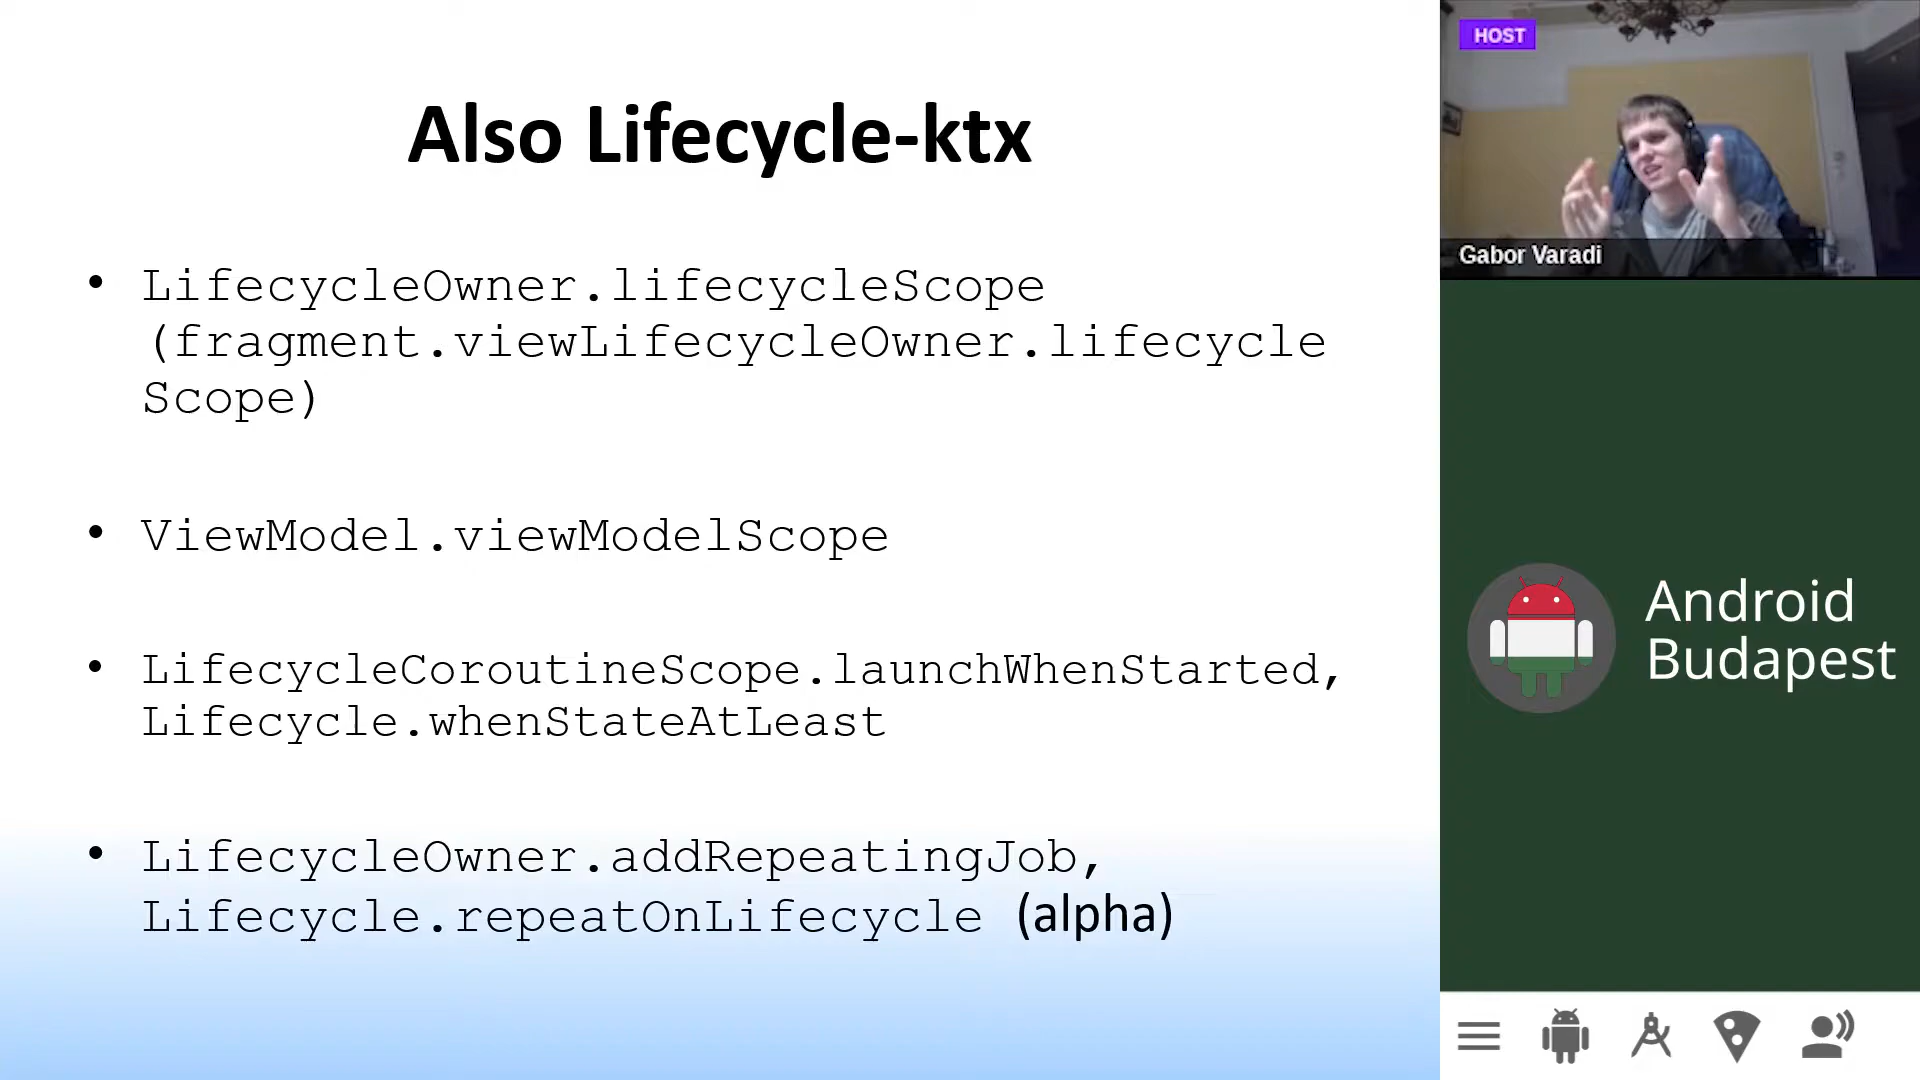 Also Lifecycle-ktx
• LifecycleOwner.lifecycleScope
(fragment.viewLifecycleOwner.lifecycle
Scope)
• ViewModel.viewModelScope
• LifecycleCoroutineScope.launchWhenStarted,
Lifecycle.whenStateAtLeast
• LifecycleOwner.addRepeatingJob,
Lifecycle.repeatOnLifecycle (alpha)
HOST
Gabor Varadi
Android
Budapest